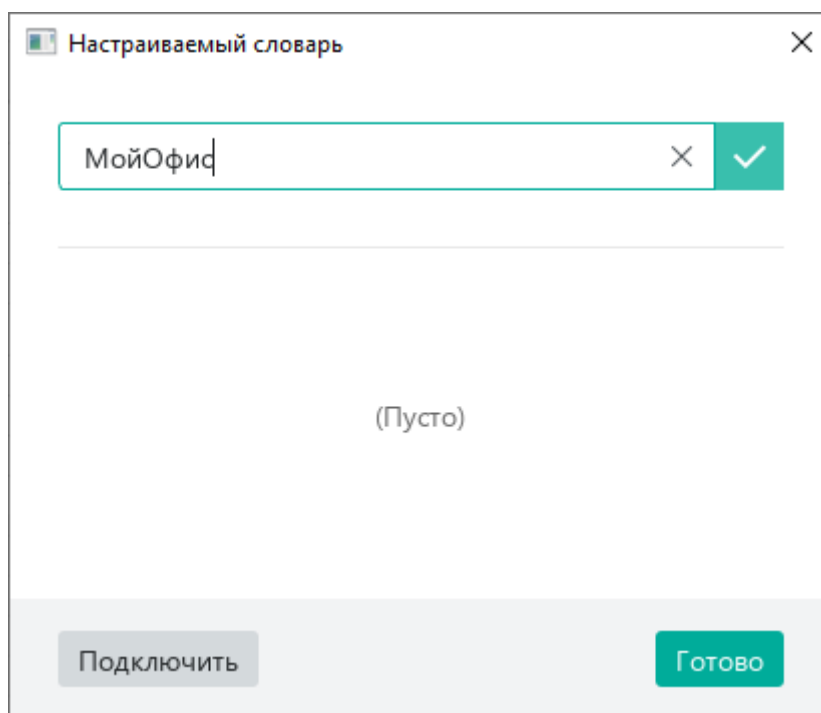 Настраиваемый словарь
МойОфис
(Пусто)
Подключить
Готово